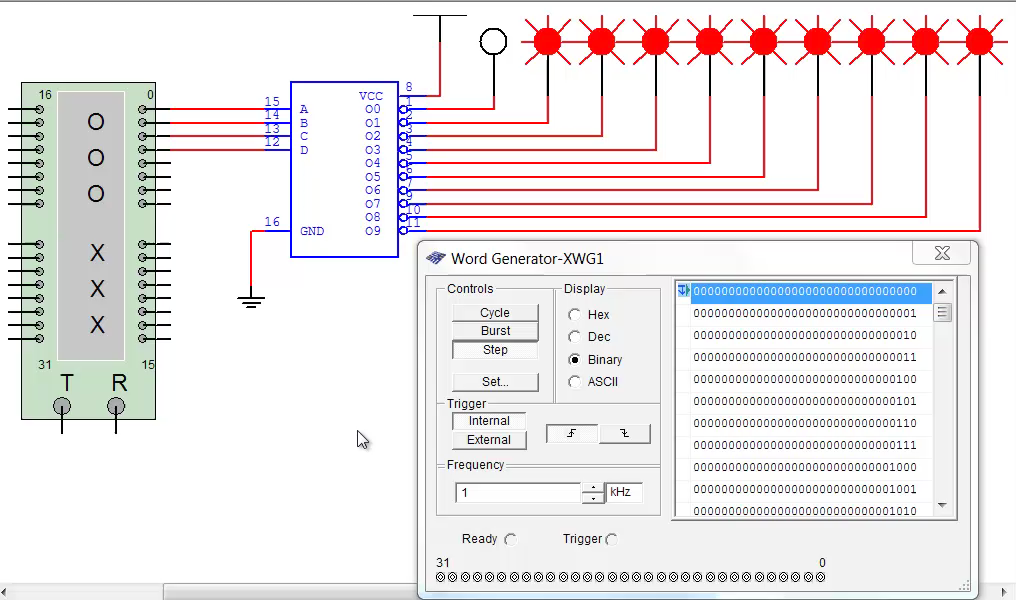 16 0
O
O
O
X
X
X
31 15
T R
15 A
14 B
13 C
12 D
16 GND
VCC 8
O0 1
O1 2
O2 3
O3 4
O4 5
O5 6
O6 7
O7 9
O8 10
O9 11
Word Generator-XWG1
Controls
Cycle
Burst
Step
Set...
Display
Hex
Dec
Binary
ASCII
Trigger
Internal
External
Frequency
1 kHz
00000000000000000000000000000000
00000000000000000000000000000001
00000000000000000000000000000010
00000000000000000000000000000011
00000000000000000000000000000100
00000000000000000000000000000101
00000000000000000000000000000110
00000000000000000000000000000111
00000000000000000000000000001000
00000000000000000000000000001001
00000000000000000000000000001010
Ready Trigger
31 0